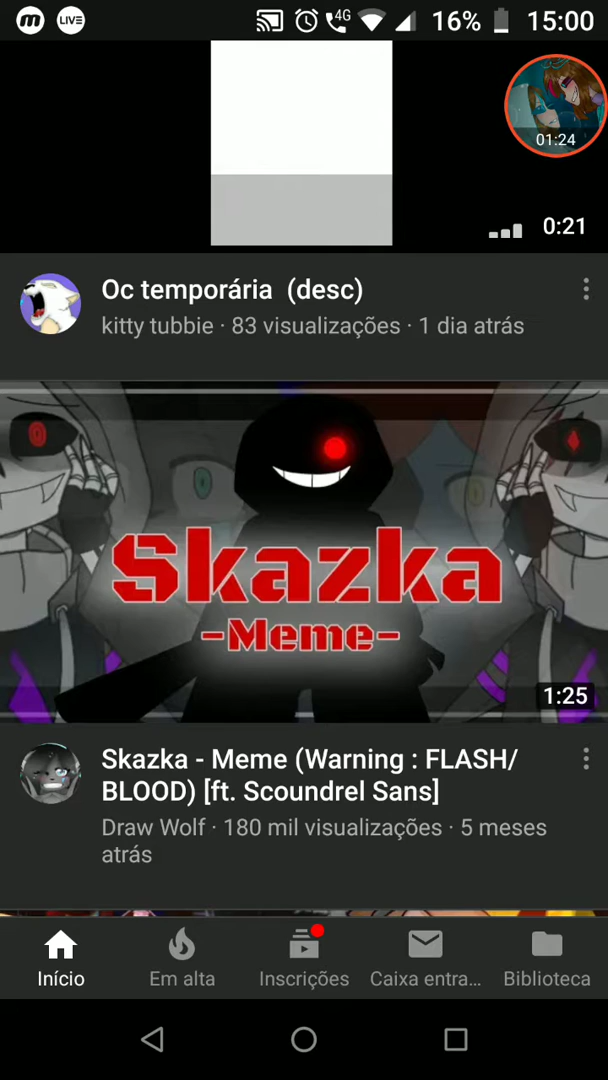 m LIVE 4G 16% 15:00
01:24
0:21
Oc temporária (desc)
kitty tubbie · 83 visualizações · 1 dia atrás
Skazka
-Meme-
1:25
Skazka - Meme (Warning : FLASH/
BLOOD) [ft. Scoundrel Sans]
Draw Wolf · 180 mil visualizações · 5 meses
atrás
Início Em alta Inscrições Caixa entra... Biblioteca